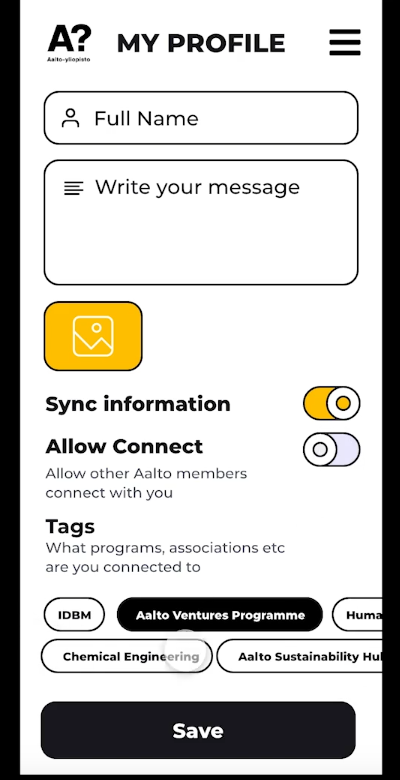 A?
Aalto-yliopisto
MY PROFILE
Full Name
Write your message
Sync information
Allow Connect
Allow other Aalto members
connect with you
Tags
What programs, associations etc
are you connected to
IDBM Aalto Ventures Programme Huma
Chemical Engineering Aalto Sustainability Hu
Save